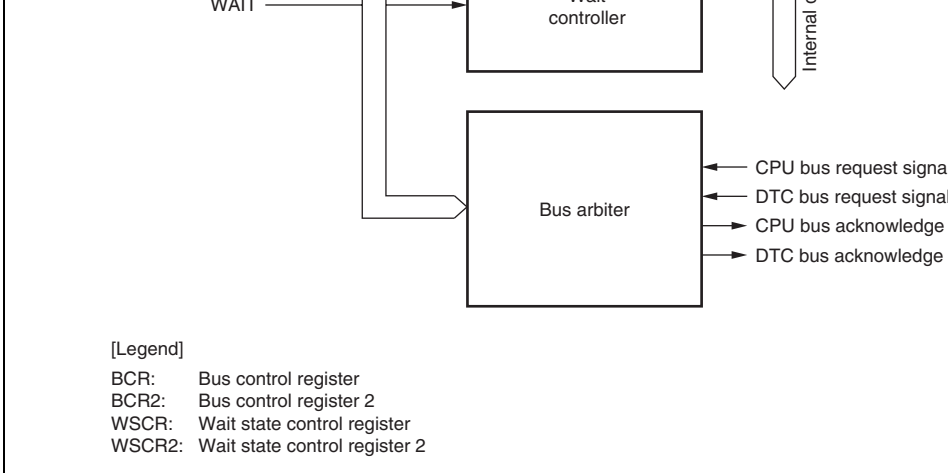 WAIT
Wait
controller
Internal
Bus arbiter
CPU bus request
DTC bus request signal
CPU bus acknowledge
DTC bus acknowledge
[Legend]
BCR: Bus control register
BCR2: Bus control register 2
WSCR: Wait state control register
WSCR2: Wait state control register 2